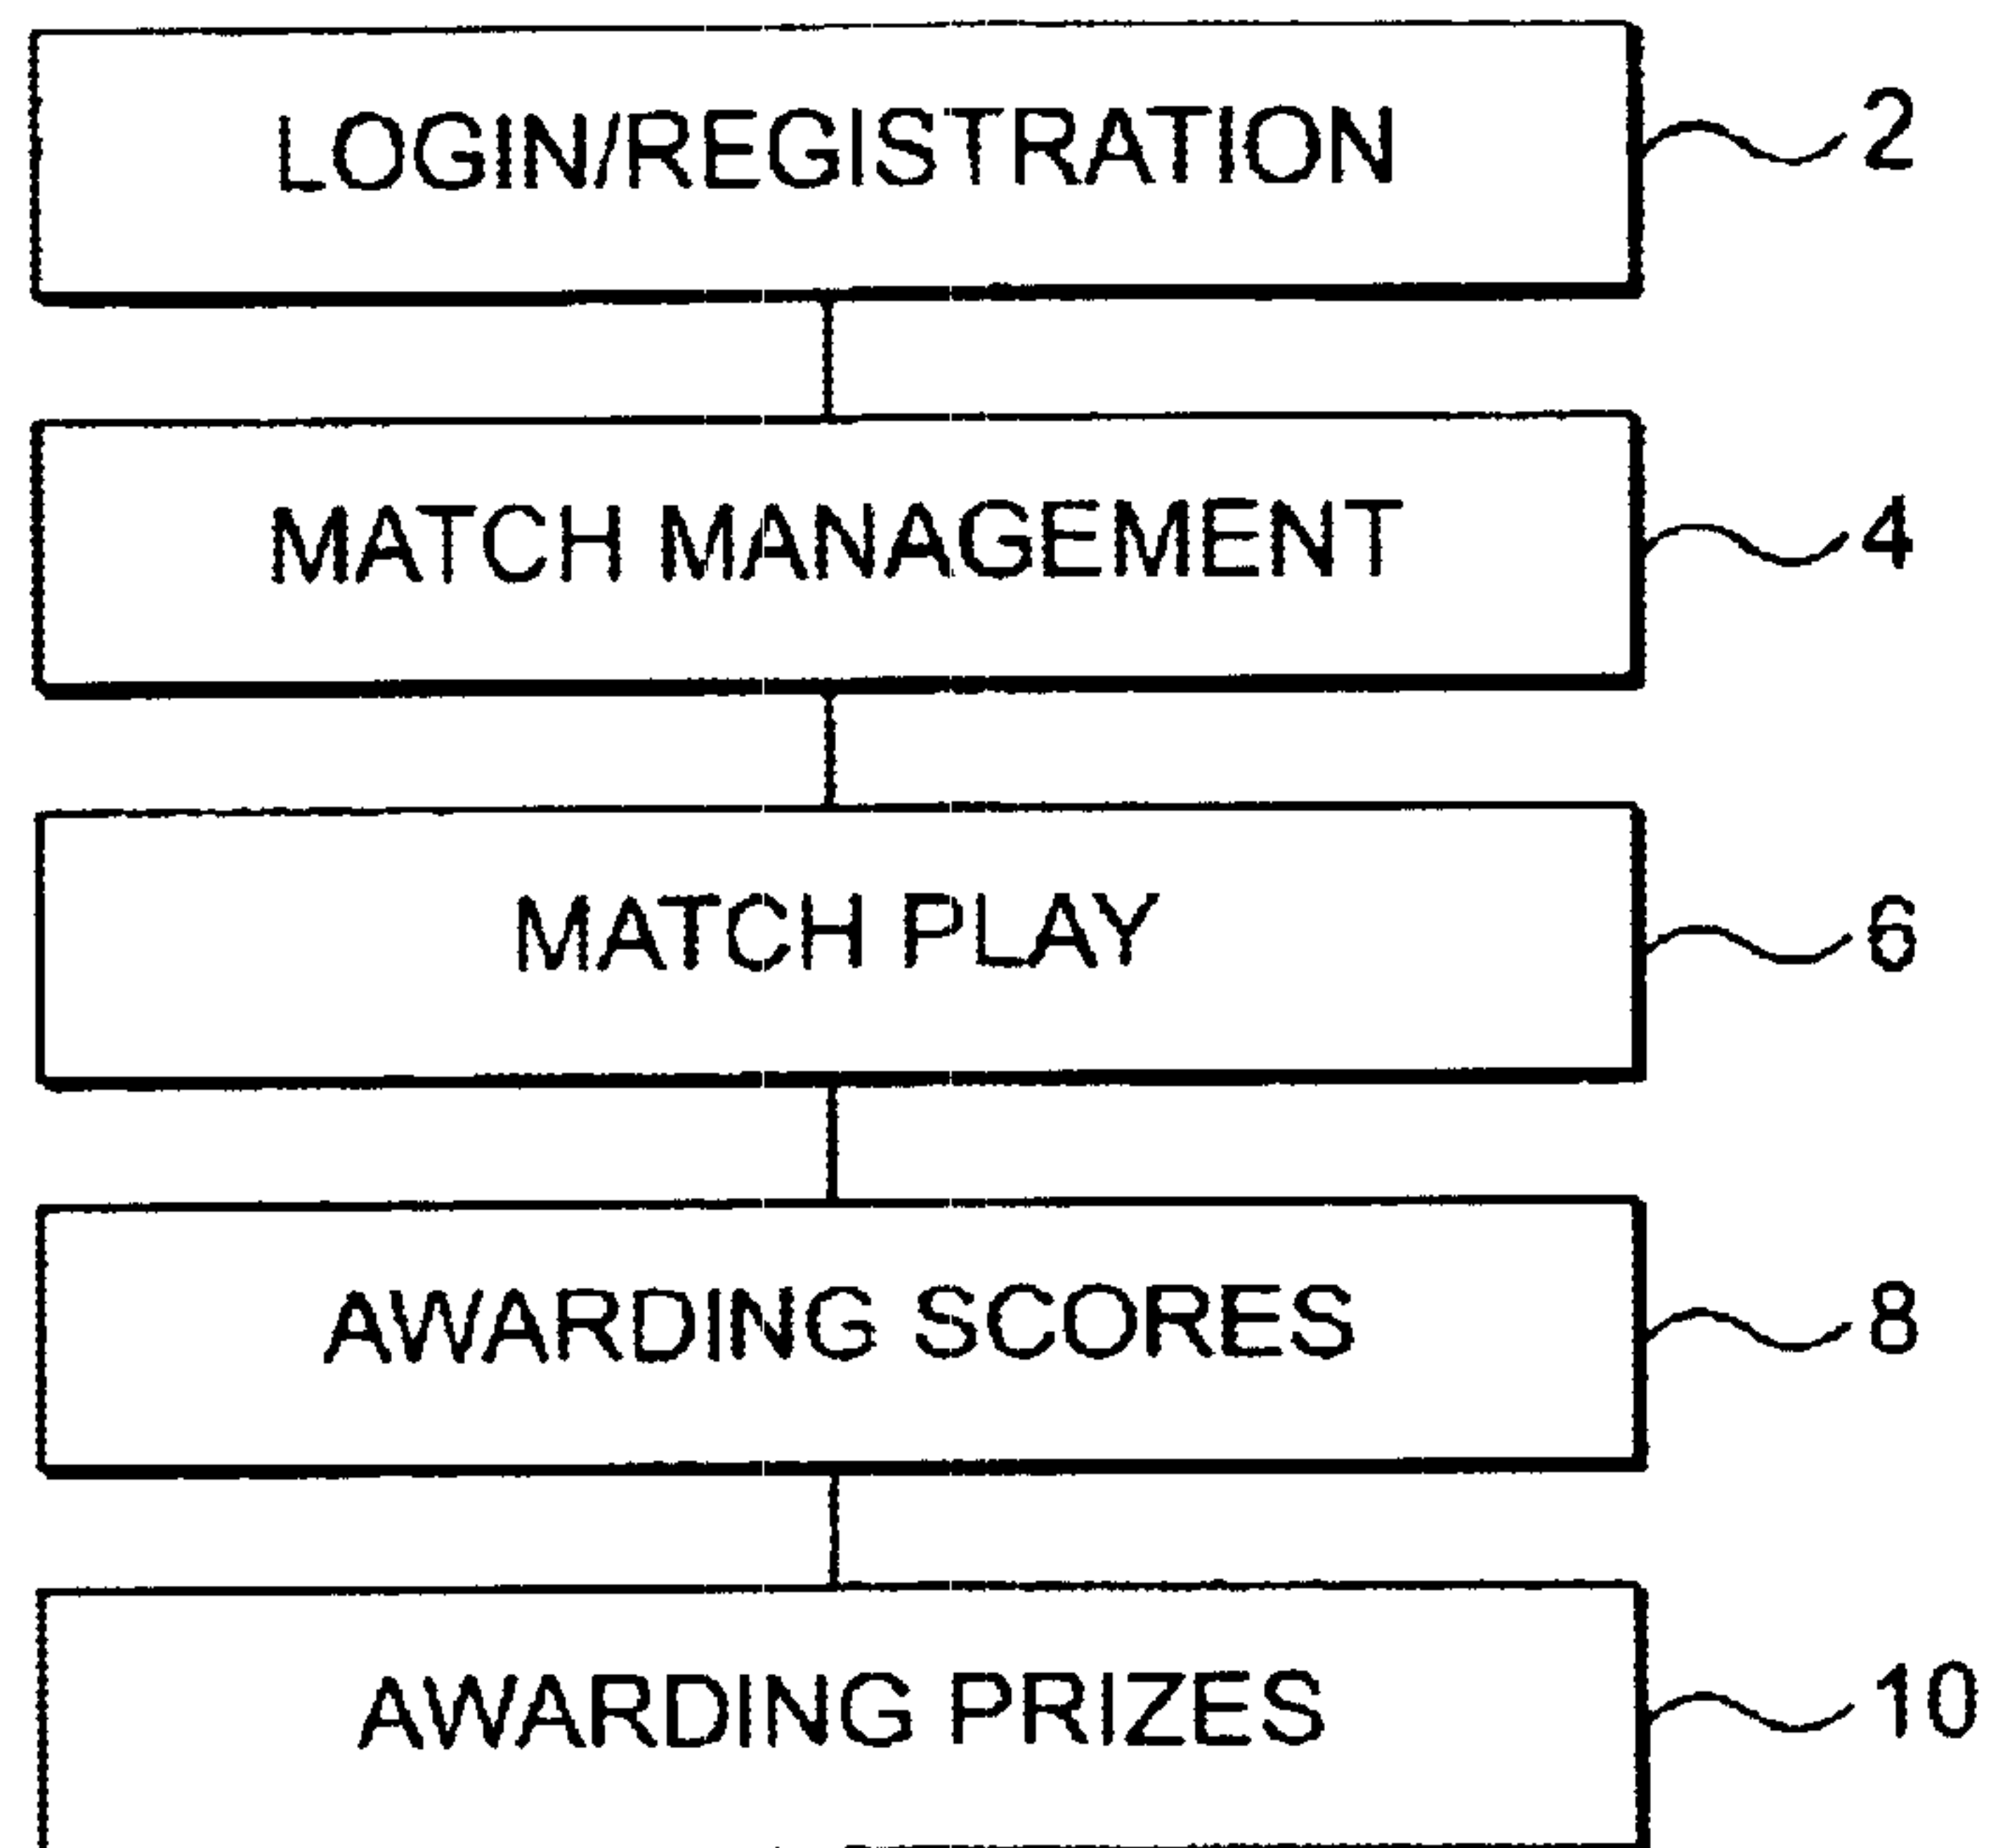 LOGIN/REGISTRATION 2
MATCH MANAGEMENT 4
MATCH PLAY 6
AWARDING SCORES 8
AWARDING PRIZES 10